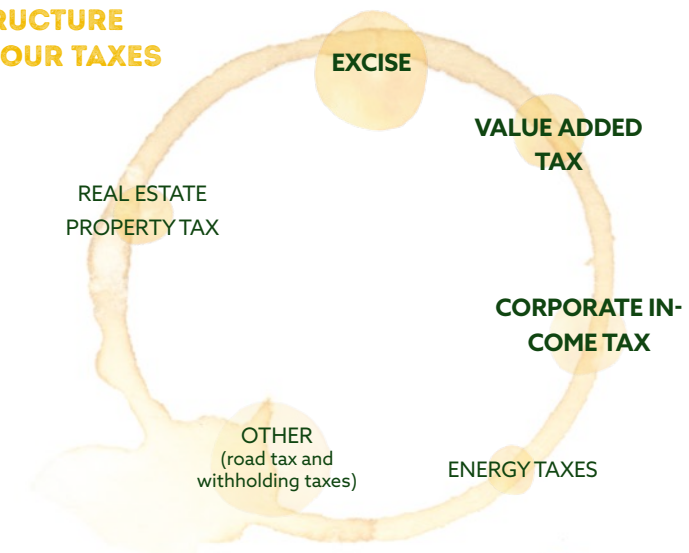 OUR TAXES
EXCISE
VALUE ADDED
TAX
REAL ESTATE
PROPERTY TAX
CORPORATE IN-
COME TAX
OTHER
(road tax and
withholding taxes)
ENERGY TAXES